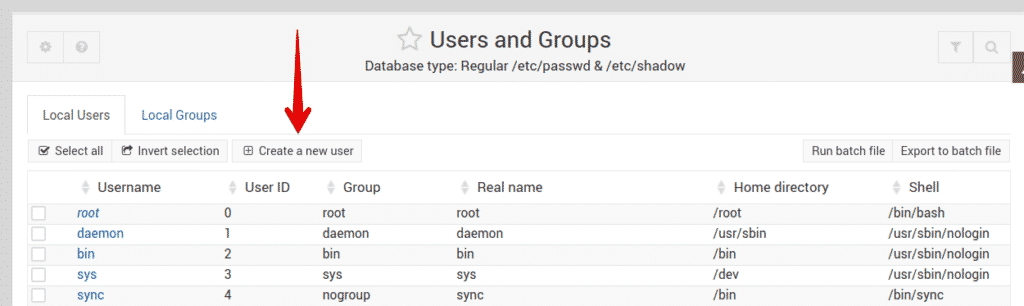 Users and Groups
Database type: Regular /etc/passwd & /etc/shadow
Local Users Local Groups
Select all Invert selection Create a new user Run batch file Export to batch file
Username User ID Group Real name Home directory Shell
root 0 root root /root /bin/bash
daemon 1 daemon daemon /usr/sbin /usr/sbin/nologin
bin 2 bin bin /bin /usr/sbin/nologin
sys 3 sys sys /dev /usr/sbin/nologin
sync 4 nogroup sync /bin /bin/sync